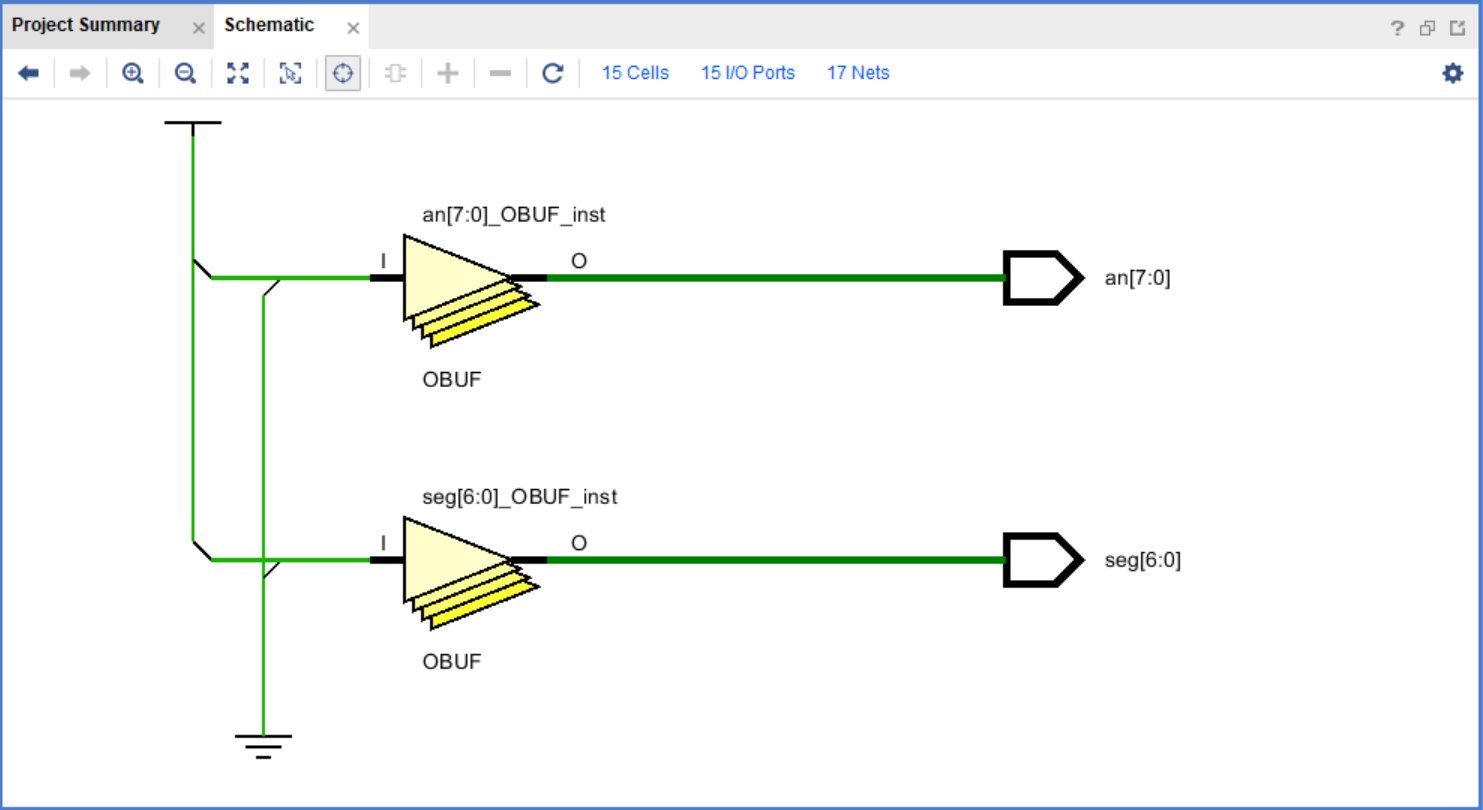 Project Summary Schematic ?
15 Cells 15 I/O Ports 17 Nets
an[7:0]_OBUF_inst
I O
an[7:0]
OBUF
seg[6:0]_OBUF_inst
I O
seg[6:0]
OBUF